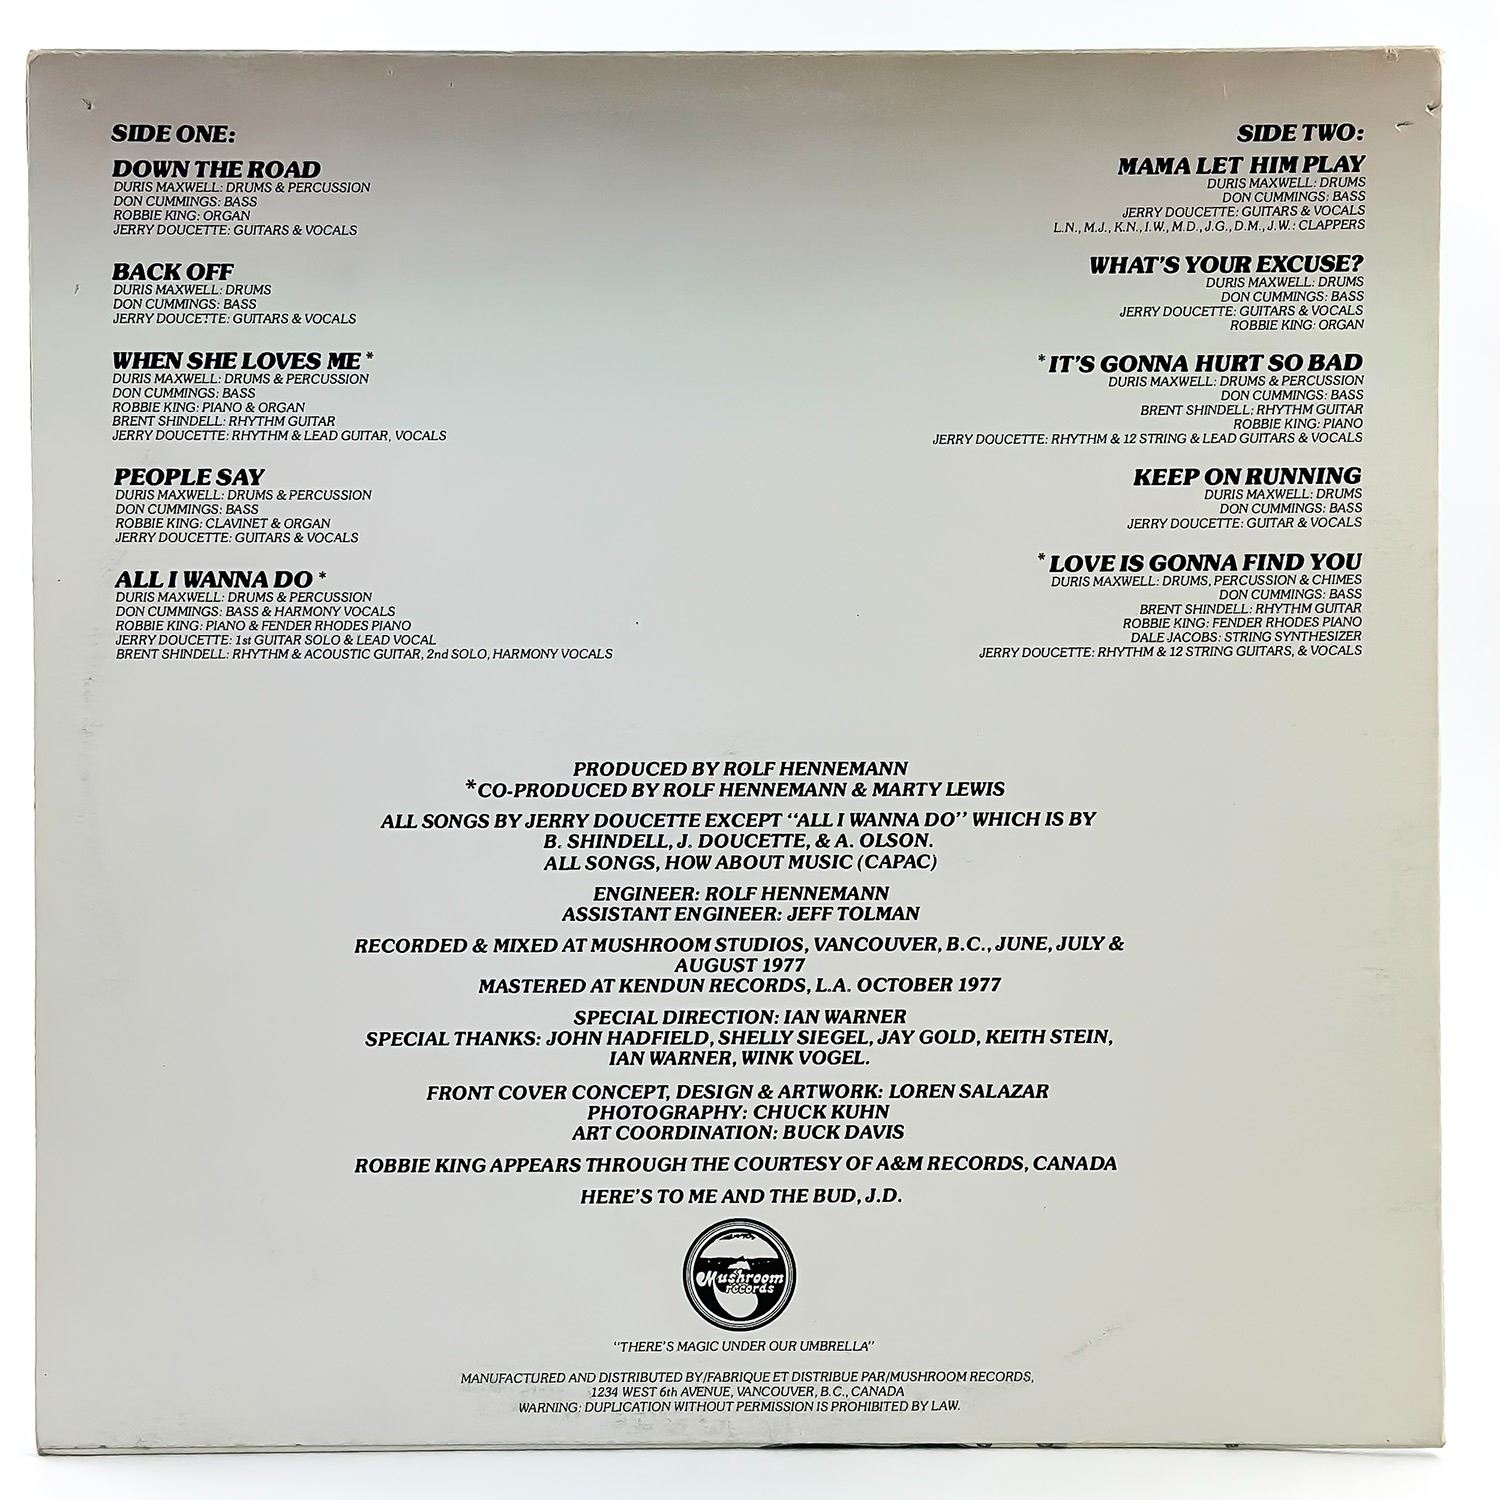 SIDE ONE:
DOWN THE ROAD
DURIS MAXWELL: DRUMS & PERCUSSION
DON CUMMINGS: BASS
ROBBIE KING: ORGAN
JERRY DOUCETTE: GUITARS & VOCALS
BACK OFF
DURIS MAXWELL: DRUMS
DON CUMMINGS: BASS
JERRY DOUCETTE: GUITARS & VOCALS
WHEN SHE LOVES ME *
DURIS MAXWELL: DRUMS & PERCUSSION
DON CUMMINGS: BASS
ROBBIE KING: PIANO & ORGAN
BRENT SHINDELL: RHYTHM GUITAR
JERRY DOUCETTE: RHYTHM & LEAD GUITAR, VOCALS
PEOPLE SAY
DURIS MAXWELL: DRUMS & PERCUSSION
DON CUMMINGS: BASS
ROBBIE KING: CLAVINET & ORGAN
JERRY DOUCETTE: GUITARS & VOCALS
ALL I WANNA DO *
DURIS MAXWELL: DRUMS & PERCUSSION
DON CUMMINGS: BASS & HARMONY VOCALS
ROBBIE KING: PIANO & FENDER RHODES PIANO
JERRY DOUCETTE: 1st GUITAR SOLO & LEAD VOCAL
BRENT SHINDELL: RHYTHM & ACOUSTIC GUITAR, 2nd SOLO, HARMONY VOCALS
SIDE TWO:
MAMA LET HIM PLAY
DURIS MAXWELL: DRUMS
DON CUMMINGS: BASS
JERRY DOUCETTE: GUITARS & VOCALS
L.N., M.J., K.N., I.W., M.D., J.G., D.M., J.W.: CLAPPERS
WHAT'S YOUR EXCUSE?
DURIS MAXWELL: DRUMS
DON CUMMINGS: BASS
JERRY DOUCETTE: GUITARS & VOCALS
ROBBIE KING: ORGAN
* IT'S GONNA HURT SO BAD
DURIS MAXWELL: DRUMS & PERCUSSION
DON CUMMINGS: BASS
BRENT SHINDELL: RHYTHM GUITAR
ROBBIE KING: PIANO
JERRY DOUCETTE: RHYTHM & 12 STRING & LEAD GUITARS & VOCALS
KEEP ON RUNNING
DURIS MAXWELL: DRUMS
DON CUMMINGS: BASS
JERRY DOUCETTE: GUITAR & VOCALS
* LOVE IS GONNA FIND YOU
DURIS MAXWELL: DRUMS, PERCUSSION & CHIMES
DON CUMMINGS: BASS
BRENT SHINDELL: RHYTHM GUITAR
ROBBIE KING: FENDER RHODES PIANO
DALE JACOBS: STRING SYNTHESIZER
JERRY DOUCETTE: RHYTHM & 12 STRING GUITARS, & VOCALS
PRODUCED BY ROLF HENNEMANN
*CO-PRODUCED BY ROLF HENNEMANN & MARTY LEWIS
ALL SONGS BY JERRY DOUCETTE EXCEPT "ALL I WANNA DO" WHICH IS BY
B. SHINDELL, J. DOUCETTE, & A. OLSON.
ALL SONGS, HOW ABOUT MUSIC (CAPAC)
ENGINEER: ROLF HENNEMANN
ASSISTANT ENGINEER: JEFF TOLMAN
RECORDED & MIXED AT MUSHROOM STUDIOS, VANCOUVER, B.C., JUNE, JULY &
AUGUST 1977
MASTERED AT KENDUN RECORDS, L.A. OCTOBER 1977
SPECIAL DIRECTION: IAN WARNER
SPECIAL THANKS: JOHN HADFIELD, SHELLY SIEGEL, JAY GOLD, KEITH STEIN,
IAN WARNER, WINK VOGEL.
FRONT COVER CONCEPT, DESIGN & ARTWORK: LOREN SALAZAR
PHOTOGRAPHY: CHUCK KUHN
ART COORDINATION: BUCK DAVIS
ROBBIE KING APPEARS THROUGH THE COURTESY OF A&M RECORDS, CANADA
HERE'S TO ME AND THE BUD, J.D.
Mushroom
records
"THERE'S MAGIC UNDER OUR UMBRELLA"
MANUFACTURED AND DISTRIBUTED BY/FABRIQUE ET DISTRIBUE PAR/MUSHROOM RECORDS,
1234 WEST 6th AVENUE, VANCOUVER, B.C., CANADA
WARNING: DUPLICATION WITHOUT PERMISSION IS PROHIBITED BY LAW.